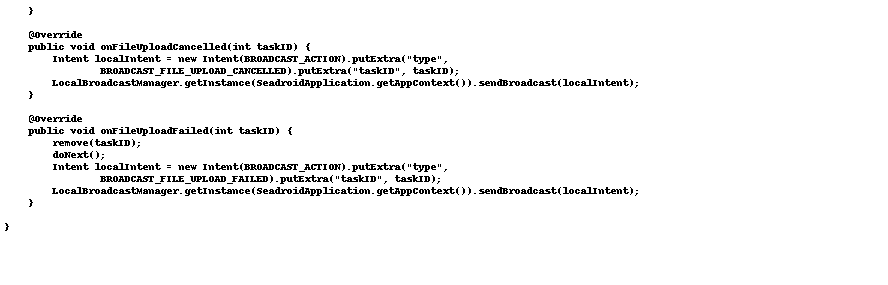 }

    @Override
    public void onFileUploadCancelled(int taskID) {
        Intent localIntent = new Intent(BROADCAST_ACTION).putExtra("type",
                BROADCAST_FILE_UPLOAD_CANCELLED).putExtra("taskID", taskID);
        LocalBroadcastManager.getInstance(SeadroidApplication.getAppContext()).sendBroadcast(localIntent);
    }

    @Override
    public void onFileUploadFailed(int taskID) {
        remove(taskID);
        doNext();
        Intent localIntent = new Intent(BROADCAST_ACTION).putExtra("type",
                BROADCAST_FILE_UPLOAD_FAILED).putExtra("taskID", taskID);
        LocalBroadcastManager.getInstance(SeadroidApplication.getAppContext()).sendBroadcast(localIntent);
    }

}